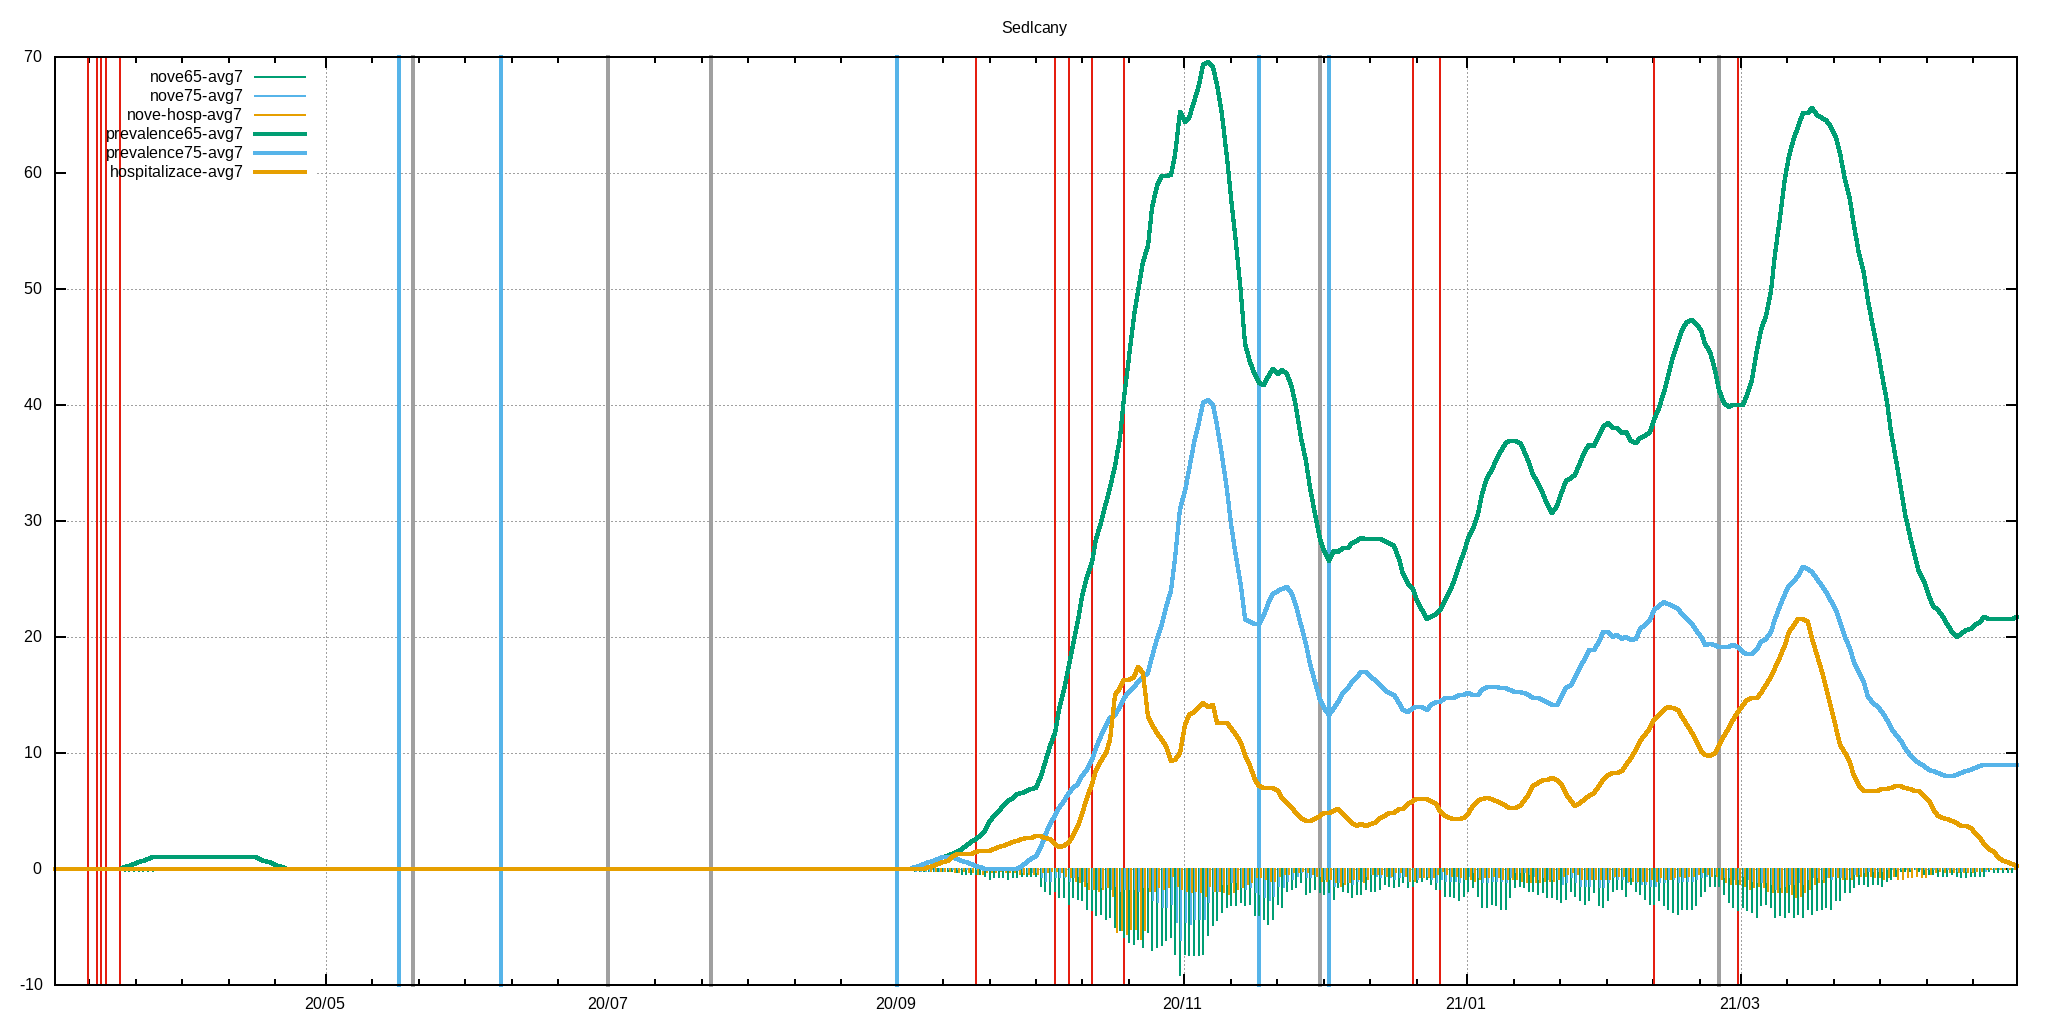 Sedlcany
70
nove65-avg7
nove75-avg7
nove-hosp-avg7
prevalence65-avg7
prevalence75-avg7
hospitalizace-avg7
60
50
40
30
20
10
0
-10
20/05 20/07 20/09 20/11 21/01 21/03